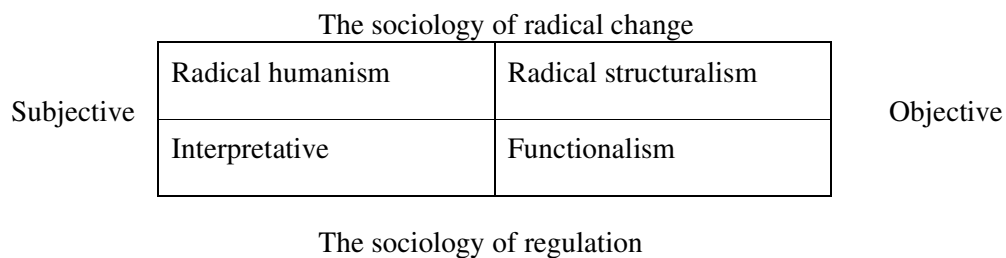 The sociology of radical change
Radical humanism Radical structuralism
Subjective Objective
Interpretative Functionalism
The sociology of regulation